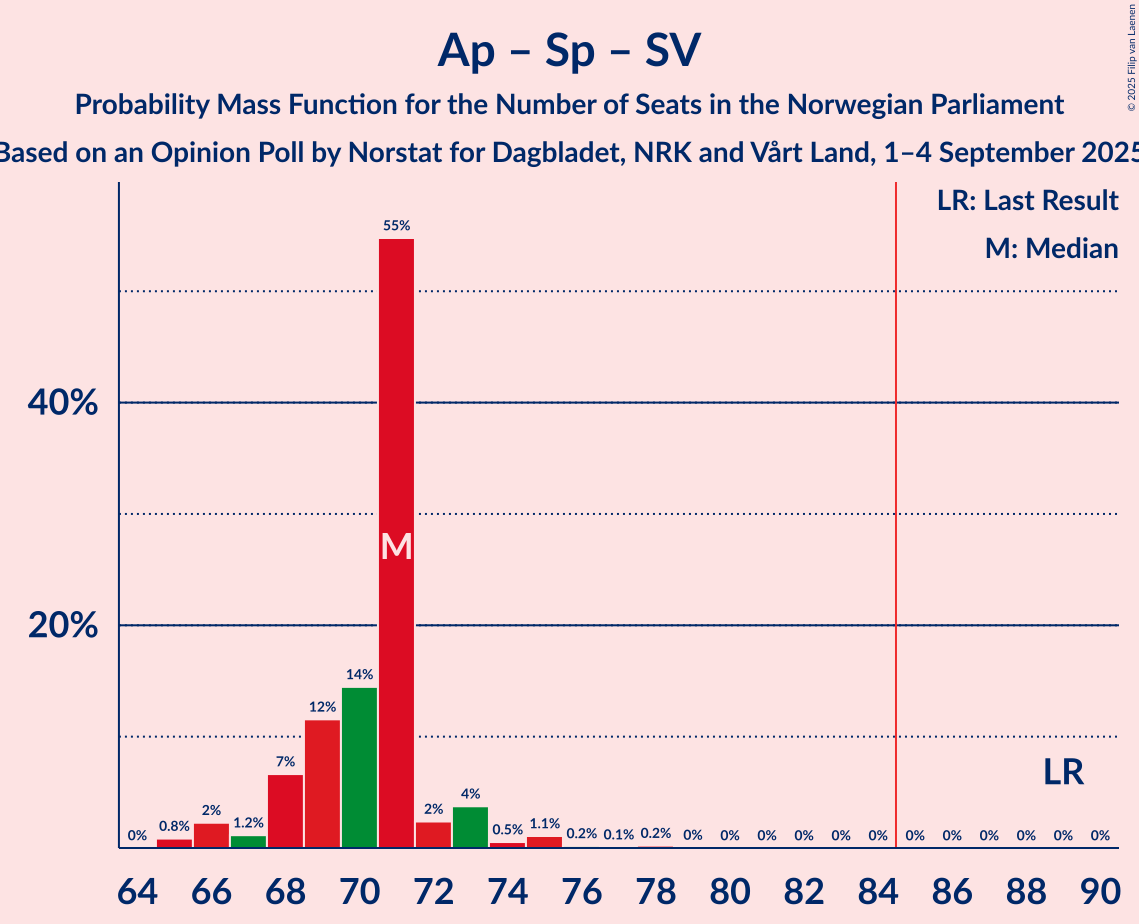 Ap – Sp – SV
Probability Mass Function for the Number of Seats in the Norwegian Parliament
Based on an Opinion Poll by Norstat for Dagbladet, NRK and Vårt Land, 1–4 September 2025
© 2025 Filip van Laenen
LR: Last Result
M: Median
55%
40%
M
20%
14%
12%
7%
4%
2%
2%
1.2%
1.1%
0.8%
0.5%
0% 0.2% 0.1% 0.2% 0% 0% 0% 0% 0% 0% 0% 0% 0% 0% 0% 0%
LR
64 66 68 70 72 74 76 78 80 82 84 86 88 90